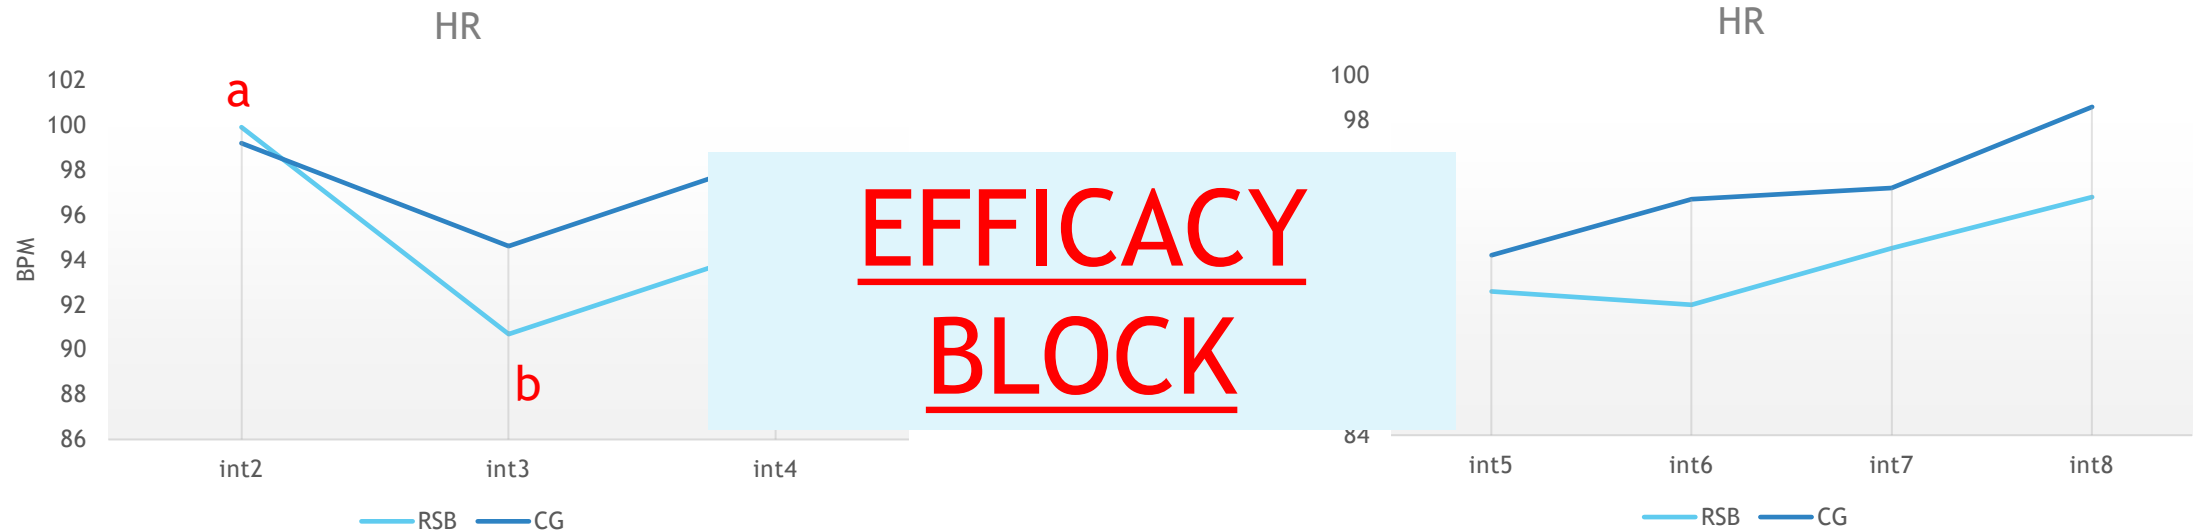 HR
102
100
98
96
94
92
90
88
86
BPM
a
b
int2 int3 int4
RSB CG
EFFICACY
BLOCK
HR
100
98
84
int5 int6 int7 int8
RSB CG